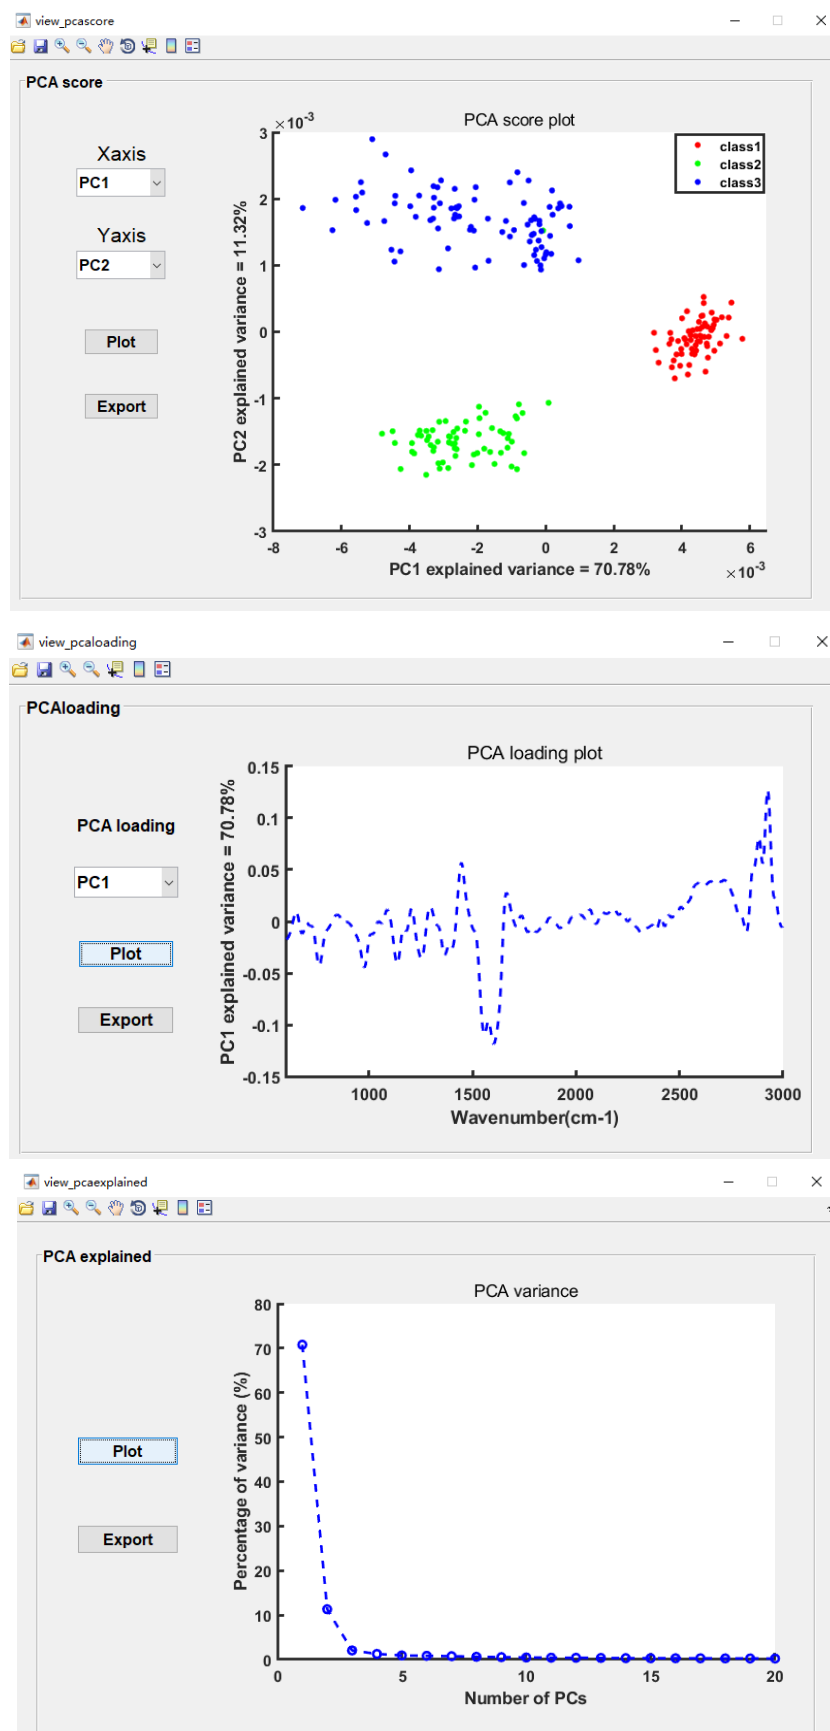 view_pcascore
PCA score
Xaxis
PC1
Yaxis
PC2
Plot
Export
PCA score plot
×10-3
3
2
1
0
-1
-2
-3
PC2 explained variance = 11.32%
class1
class2
class3
-8 -6 -4 -2 0 2 4 6
PC1 explained variance = 70.78%
×10-3
view_pcaloading
PCAloading
PCA loading
PC1
Plot
Export
PCA loading plot
0.15
0.1
0.05
0
-0.05
-0.1
-0.15
PC1 explained variance = 70.78%
1000 1500 2000 2500 3000
Wavenumber(cm-1)
view_pcaexplained
PCA explained
Plot
Export
PCA variance
80
70
60
50
40
30
20
10
0
Percentage of variance (%)
0 5 10 15 20
Number of PCs